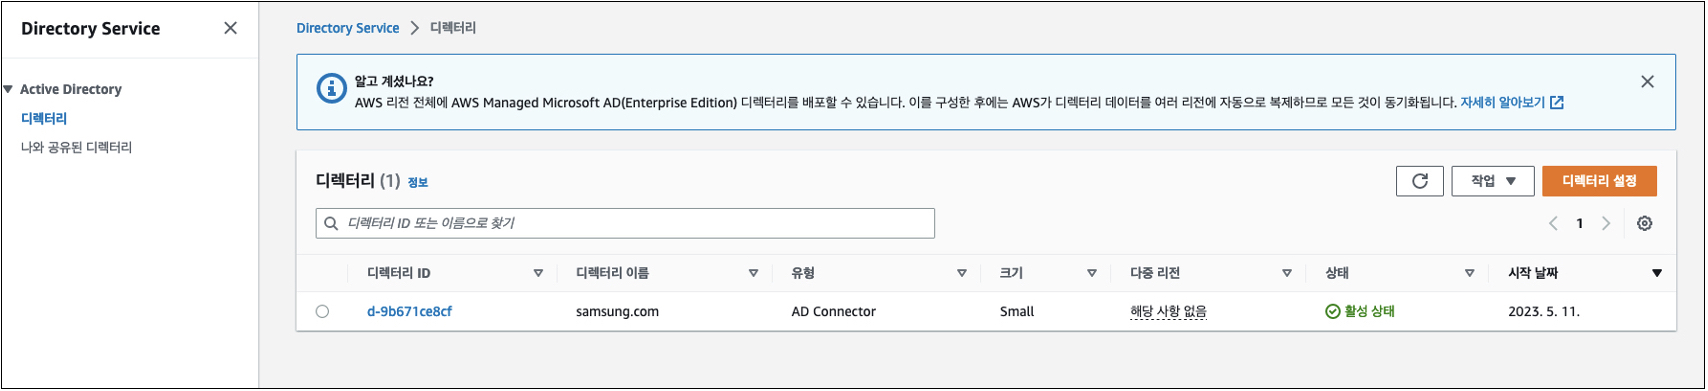 Directory Service
Active Directory
디렉터리
나와 공유된 디렉터리
Directory Service > 디렉터리
알고 계셨나요?
AWS 리전 전체에 AWS Managed Microsoft AD(Enterprise Edition) 디렉터리를 배포할 수 있습니다. 이를 구성한 후에는 AWS가 디렉터리 데이터를 여러 리전에 자동으로 복제하므로 모든 것이 동기화됩니다. 자세히 알아보기
디렉터리 (1) 정보
작업
디렉터리 설정
디렉터리 ID 또는 이름으로 찾기
1
디렉터리 ID 디렉터리 이름 유형 크기 다중 리전 상태 시작 날짜
d-9b671ce8cf samsung.com AD Connector Small 해당 사항 없음 활성 상태 2023. 5. 11.